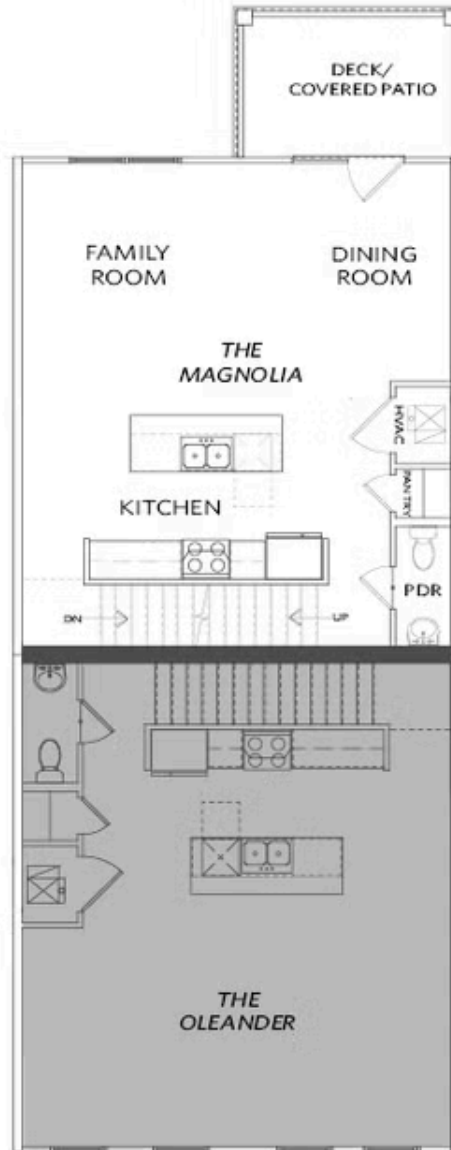 DECK/
COVERED PATIO
FAMILY
ROOM
DINING
ROOM
THE
MAGNOLIA
HVAC
PANTRY
KITCHEN
PDR
DN
UP
THE
OLEANDER